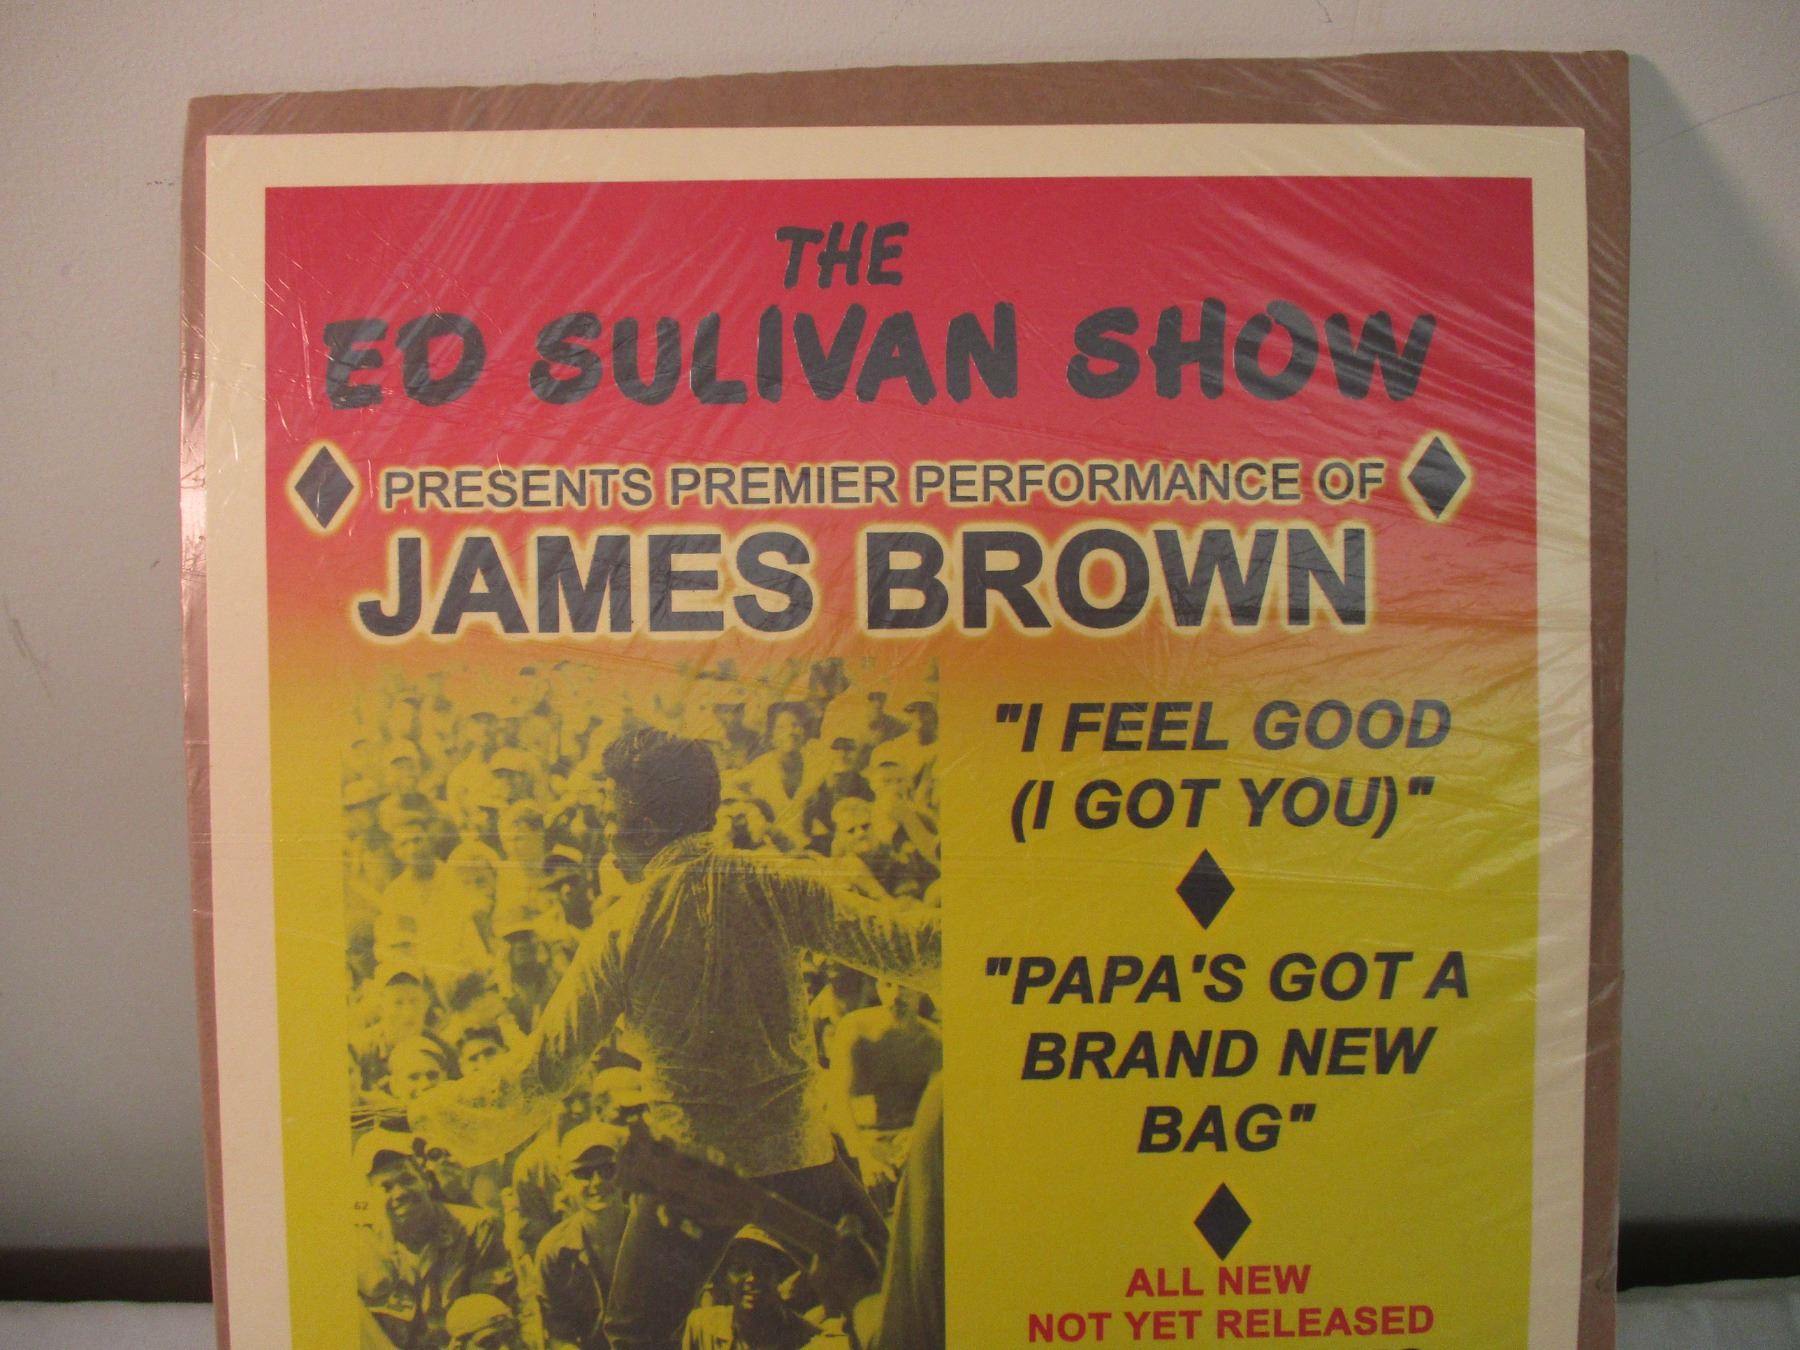 THE
ED SULIVAN SHOW
PRESENTS PREMIER PERFORMANCE OF
JAMES BROWN
"I FEEL GOOD
(I GOT YOU)"
"PAPA'S GOT A
BRAND NEW
BAG"
62
ALL NEW
NOT YET RELEASED